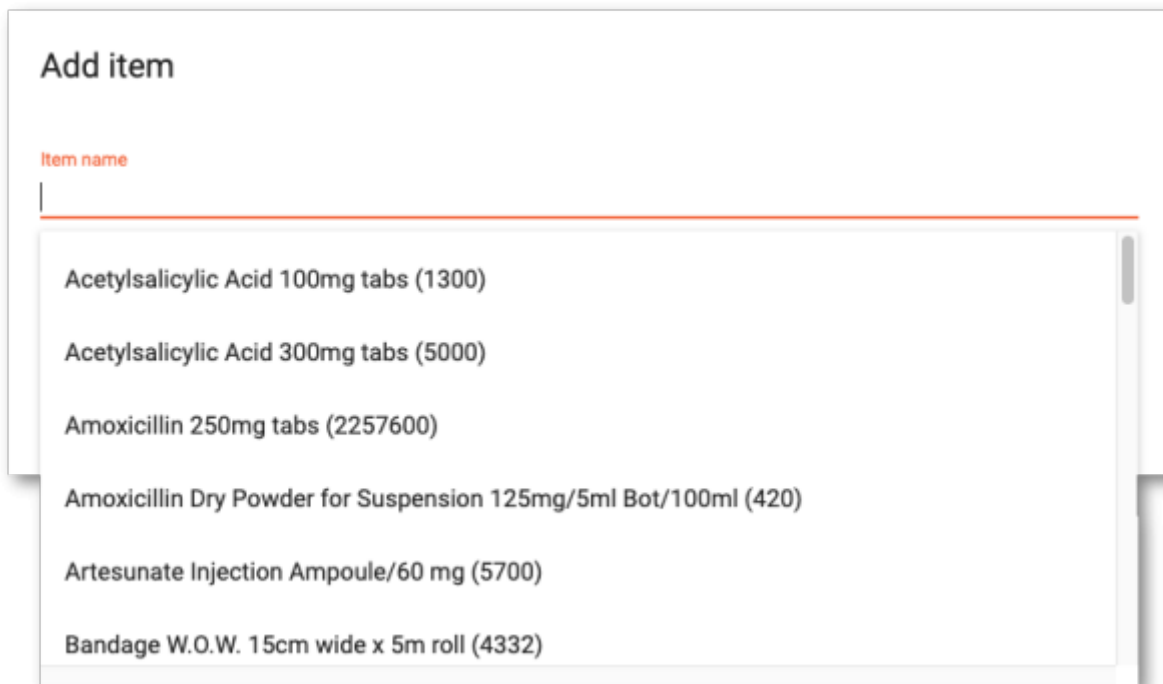 Add item
Item name
Acetylsalicylic Acid 100mg tabs (1300)
Acetylsalicylic Acid 300mg tabs (5000)
Amoxicillin 250mg tabs (2257600)
Amoxicillin Dry Powder for Suspension 125mg/5ml Bot/100ml (420)
Artesunate Injection Ampoule/60 mg (5700)
Bandage W.O.W. 15cm wide x 5m roll (4332)